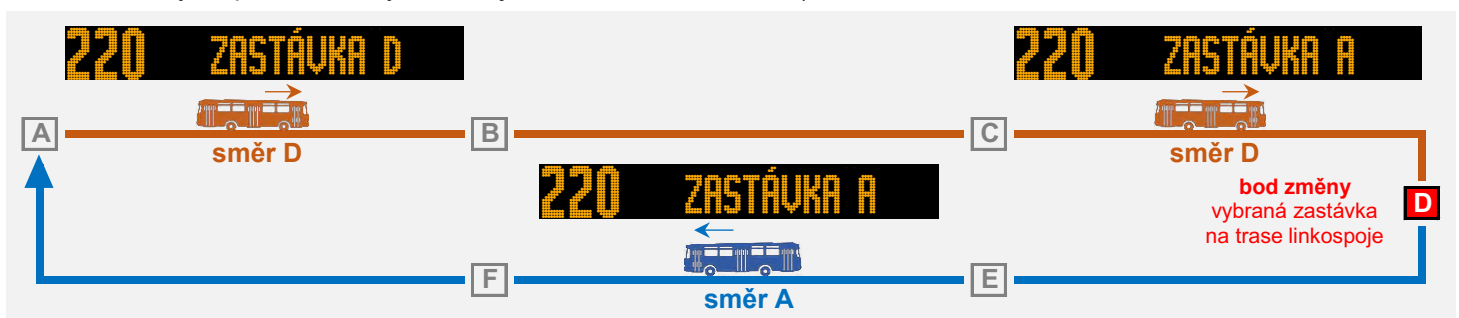 220 ZASTÁVKA D
220 ZASTÁVKA A
A
B
C
směr D
směr D
220 ZASTÁVKA A
bod změny
vybraná zastávka
na trase linkospoje
D
F
E
směr A